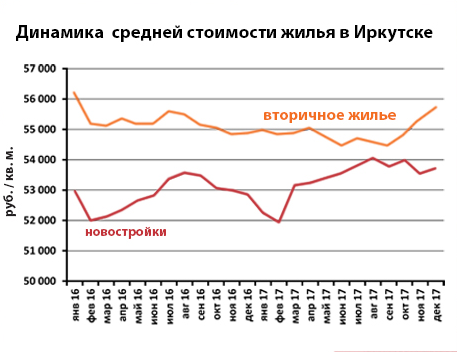 Динамика средней стоимости жилья в Иркутске
руб. / кв. м.
57 000
56 000
55 000
54 000
53 000
52 000
51 000
50 000
вторичное жилье
новостройки
янв 16
фев 16
мар 16
апр 16
май 16
июн 16
июл 16
авг 16
сен 16
окт 16
ноя 16
дек 16
янв 17
фев 17
мар 17
апр 17
май 17
июн 17
июл 17
авг 17
сен 17
окт 17
ноя 17
дек 17